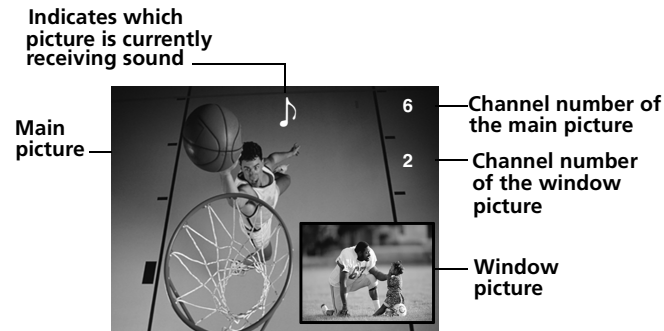 Indicates which
picture is currently
receiving sound
Main
picture
6
2
Channel number of
the main picture
Channel number
of the window
picture
Window
picture